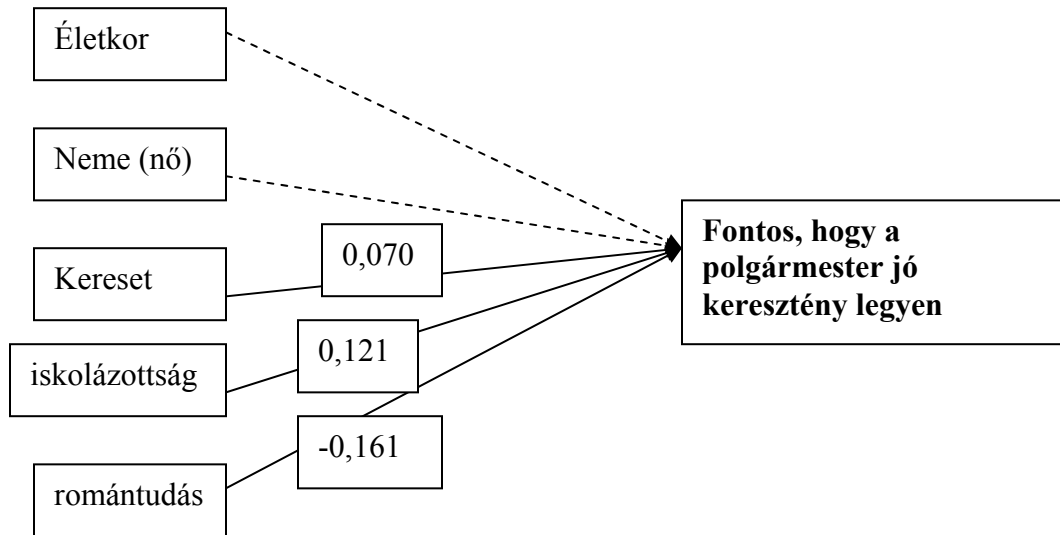 Életkor
Neme (nő)
Kereset
iskolázottság
romántudás
0,070
0,121
-0,161
Fontos, hogy a
polgármester jó
keresztény legyen